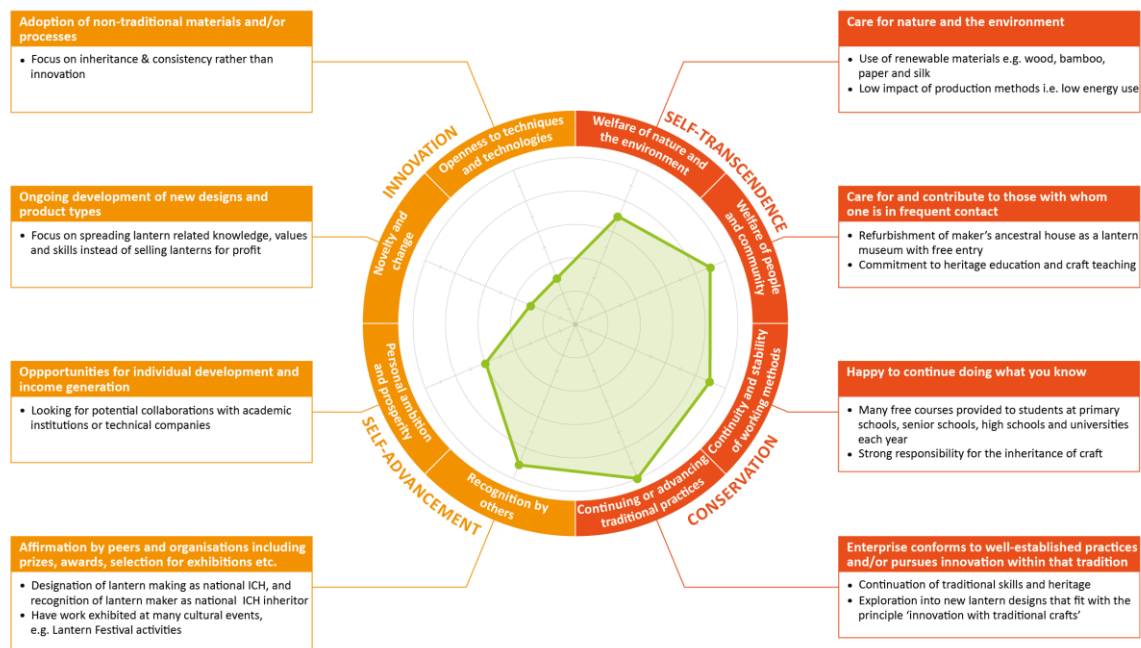 Adoption of non-traditional materials and/or
processes
• Focus on inheritance & consistency rather than
innovation
Ongoing development of new designs and
product types
• Focus on spreading lantern related knowledge, values
and skills instead of selling lanterns for profit
Oppportunities for individual development and
income generation
• Looking for potential collaborations with academic
institutions or technical companies
Affirmation by peers and organisations including
prizes, awards, selection for exhibitions etc.
• Designation of lantern making as national ICH, and
recognition of lantern maker as national ICH inheritor
• Have work exhibited at many cultural events,
e.g. Lantern Festival activities
INNOVATION
Openness to techniques
and technologies
Novelty and
change
Personal ambition
and prosperity
SELF-ADVANCEMENT
Recognition by
others
Welfare of nature and
the environment
SELF-TRANSCENDENCE
Welfare of people
and community
Continuity and stability
of working methods
CONSERVATION
Continuing or advancing
traditional practices
Care for nature and the environment
• Use of renewable materials e.g. wood, bamboo,
paper and silk
• Low impact of production methods i.e. low energy use
Care for and contribute to those with whom
one is in frequent contact
• Refurbishment of maker's ancestral house as a lantern
museum with free entry
• Commitment to heritage education and craft teaching
Happy to continue doing what you know
• Many free courses provided to students at primary
schools, senior schools, high schools and universities
each year
• Strong responsibility for the inheritance of craft
Enterprise conforms to well-established practices
and/or pursues innovation within that tradition
• Continuation of traditional skills and heritage
• Exploration into new lantern designs that fit with the
principle 'innovation with traditional crafts'